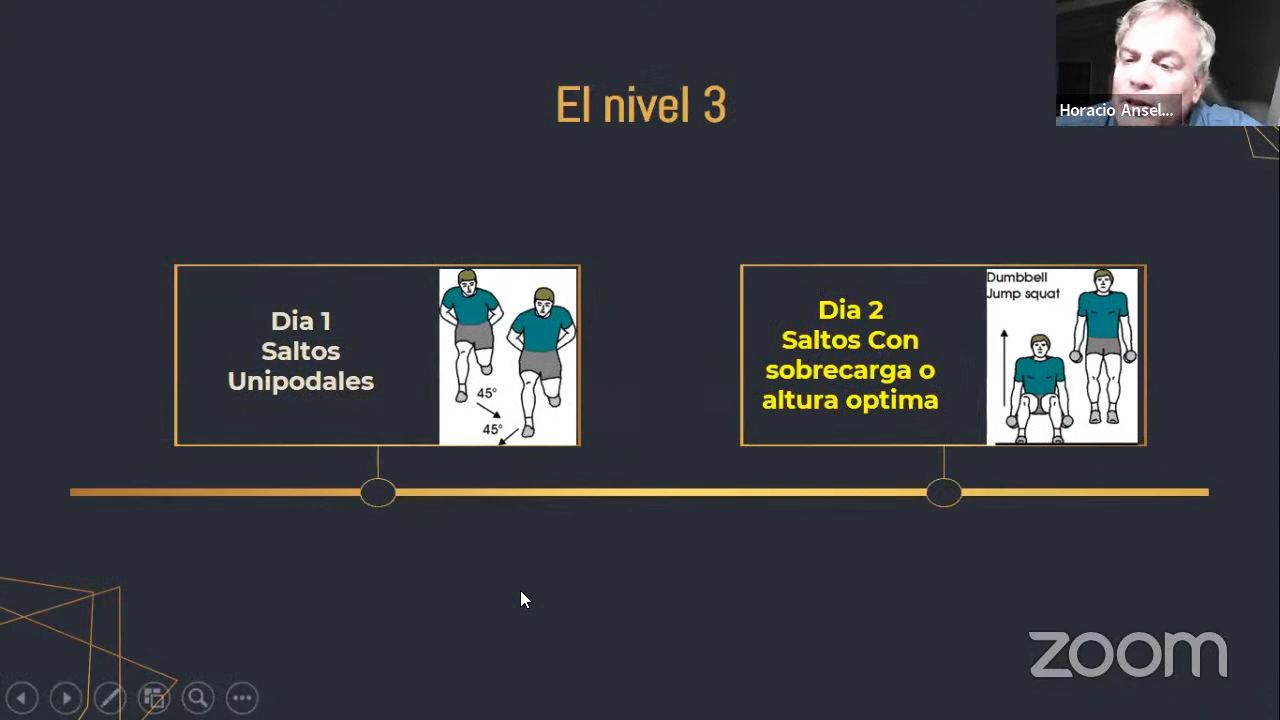 El nivel 3
Horacio Ansel...
Dia 1
Saltos
Unipodales
45°
45°
Dia 2
Saltos Con
sobrecarga o
altura optima
Dumbbell
Jump squat
zoom